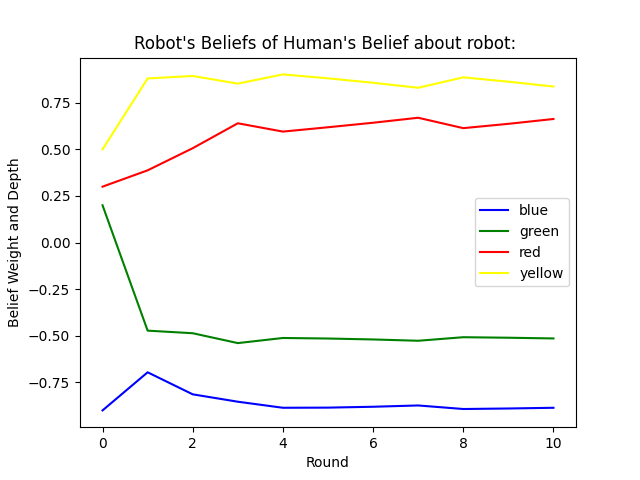 Robot's Beliefs of Human's Belief about robot:
Belief Weight and Depth
0.75
0.50
0.25
0.00
−0.25
−0.50
−0.75
blue
green
red
yellow
0 2 4 6 8 10
Round